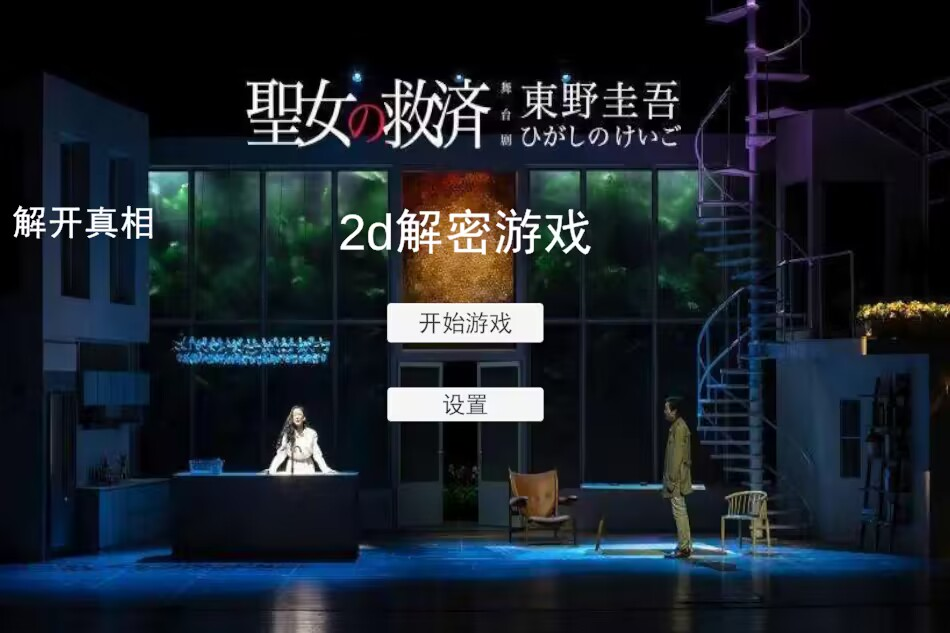 聖女の救済
舞台剧
東野圭吾
ひがしの けいご
解开真相
2d解密游戏
开始游戏
设置